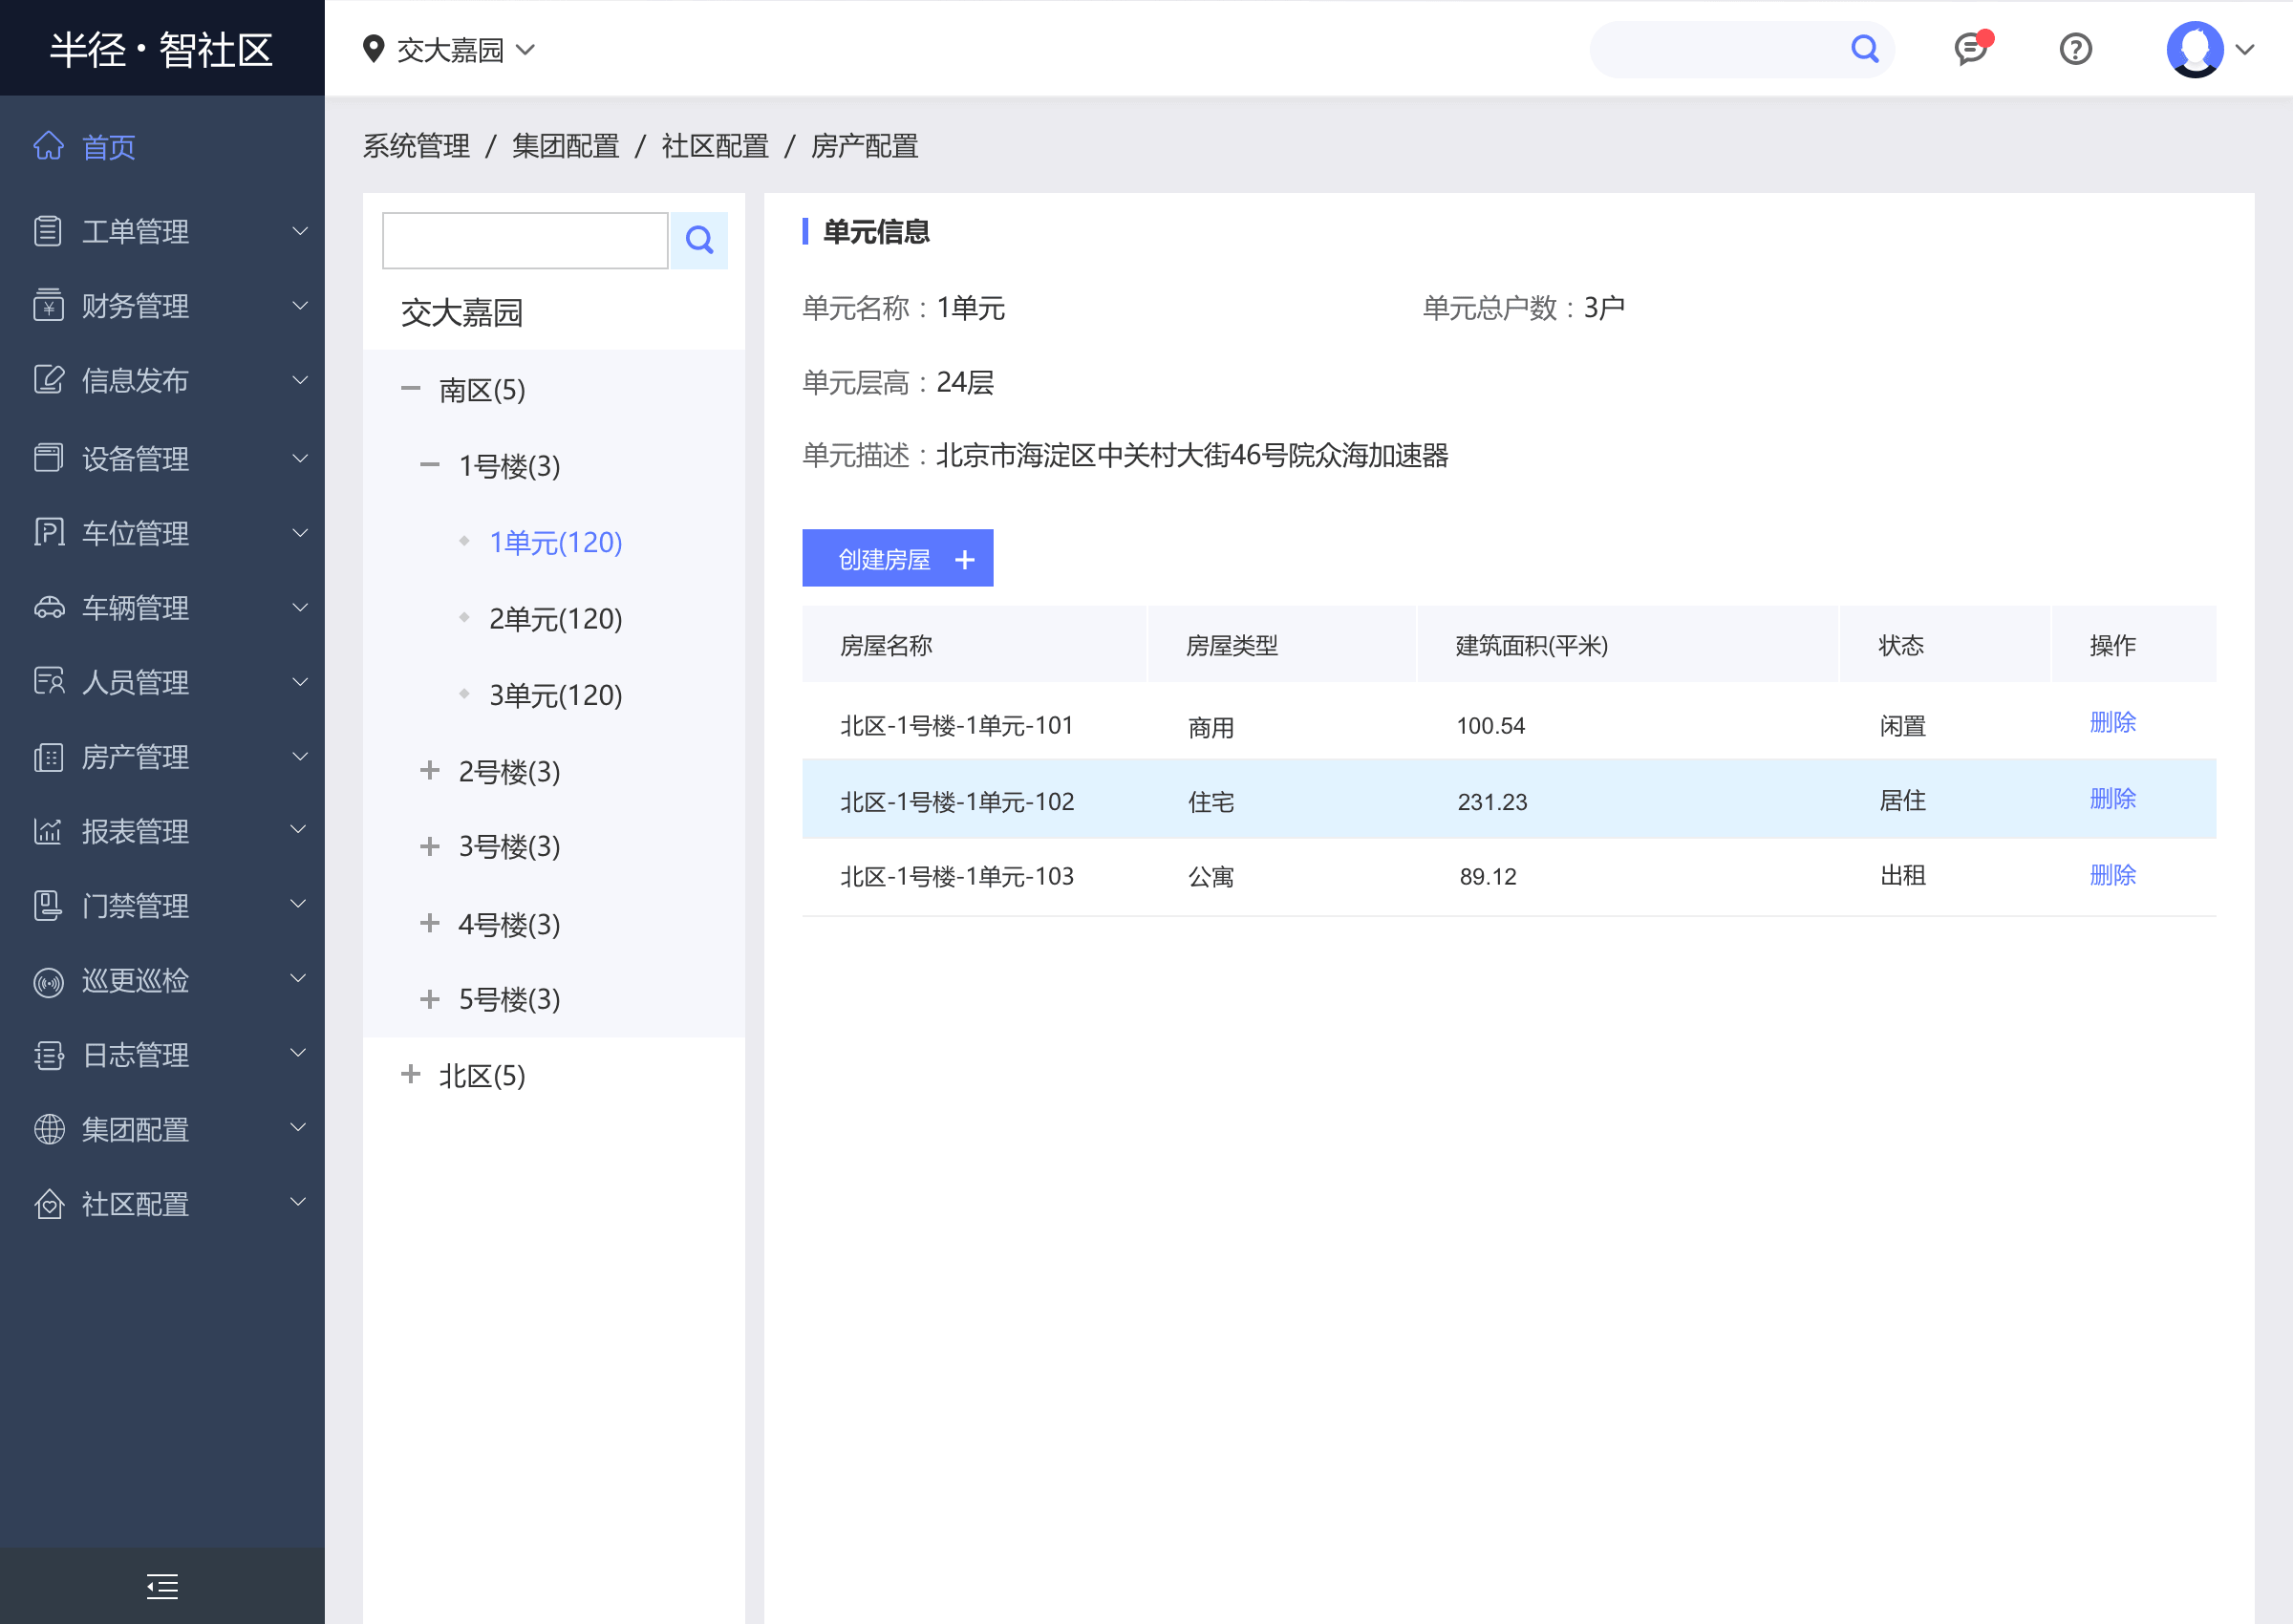 半径·智社区
交大嘉园
首页
工单管理
财务管理
信息发布
设备管理
车位管理
车辆管理
人员管理
房产管理
报表管理
门禁管理
巡更巡检
日志管理
集团配置
社区配置
系统管理 / 集团配置 / 社区配置 / 房产配置
交大嘉园
南区(5)
1号楼(3)
1单元(120)
2单元(120)
3单元(120)
2号楼(3)
3号楼(3)
4号楼(3)
5号楼(3)
北区(5)
单元信息
单元名称：1单元 单元总户数：3户
单元层高：24层
单元描述：北京市海淀区中关村大街46号院众海加速器
创建房屋 +
房屋名称 房屋类型 建筑面积(平米) 状态 操作
北区-1号楼-1单元-101 商用 100.54 闲置 删除
北区-1号楼-1单元-102 住宅 231.23 居住 删除
北区-1号楼-1单元-103 公寓 89.12 出租 删除